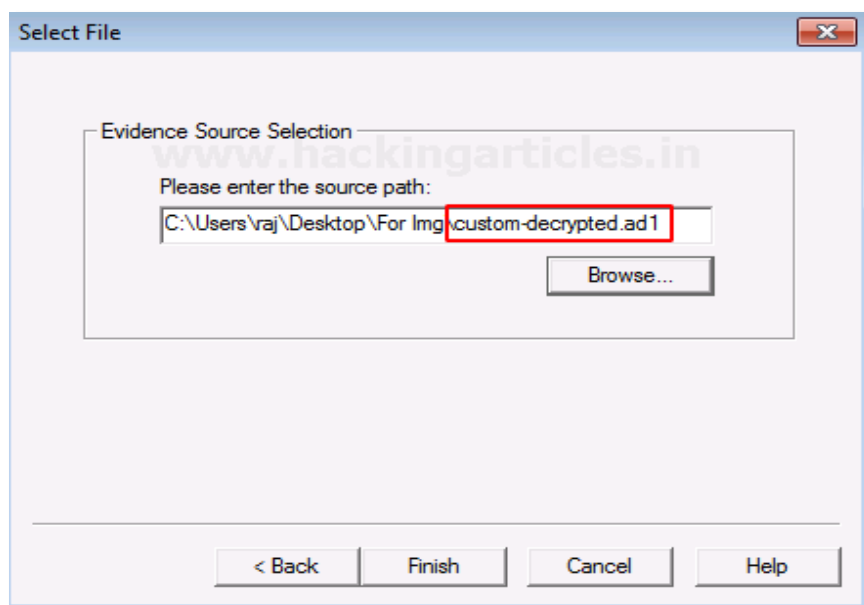 Select File
Evidence Source Selection
www.hackingarticles.in
Please enter the source path:
C:\Users\raj\Desktop\For Img\custom-decrypted.ad1
Browse...
< Back
Finish
Cancel
Help